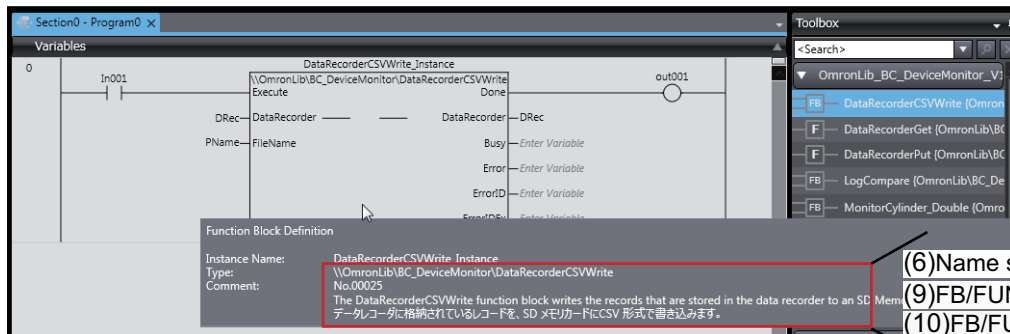 Section0 - Program0
Variables
0
In001
DataRecorderCSVWrite_Instance
\\OmronLib\BC_DeviceMonitor\DataRecorderCSVWrite
Execute
Done
out001
DRec
DataRecorder
DataRecorder
DRec
PName
FileName
Busy
Enter Variable
Error
Enter Variable
ErrorID
Enter Variable
ErrorIDEx
Enter Variable
Function Block Definition
Instance Name: DataRecorderCSVWrite_Instance
Type: \\OmronLib\BC_DeviceMonitor\DataRecorderCSVWrite
Comment: No.00025
The DataRecorderCSVWrite function block writes the records that are stored in the data recorder to an SD Mem
データレコーダに格納されているレコードを、SD メモリカードにCSV 形式で書き込みます。
Toolbox
<Search>
OmronLib_BC_DeviceMonitor_V1
FB DataRecorderCSVWrite {Omron
F DataRecorderGet {OmronLib\BC
F DataRecorderPut {OmronLib\BC
FB LogCompare {OmronLib\BC_De
FB MonitorCylinder_Double {Omro
(6)Name s
(9)FB/FUN
(10)FB/FU